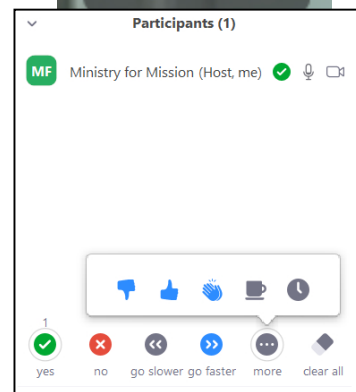 Participants (1)
MF Ministry for Mission (Host, me)
1
yes no go slower go faster more clear all